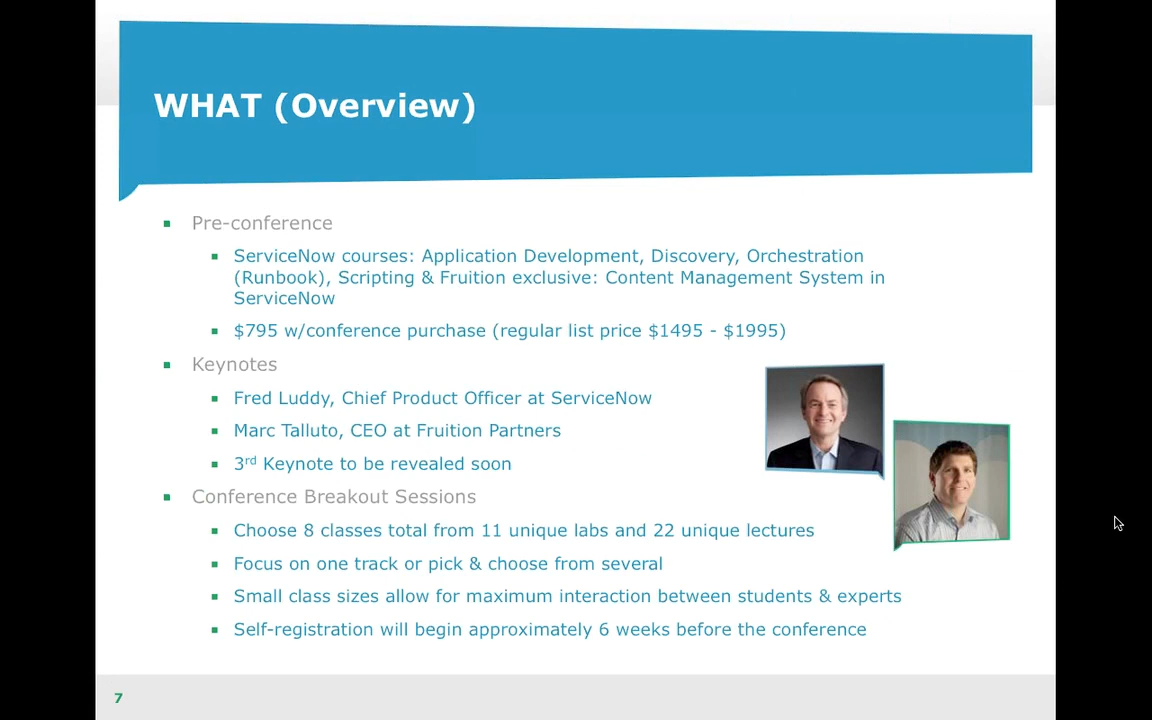 WHAT (Overview)
Pre-conference
ServiceNow courses: Application Development, Discovery, Orchestration
(Runbook), Scripting & Fruition exclusive: Content Management System in
ServiceNow
$795 w/conference purchase (regular list price $1495 - $1995)
Keynotes
Fred Luddy, Chief Product Officer at ServiceNow
Marc Talluto, CEO at Fruition Partners
3rd Keynote to be revealed soon
Conference Breakout Sessions
Choose 8 classes total from 11 unique labs and 22 unique lectures
Focus on one track or pick & choose from several
Small class sizes allow for maximum interaction between students & experts
Self-registration will begin approximately 6 weeks before the conference
7